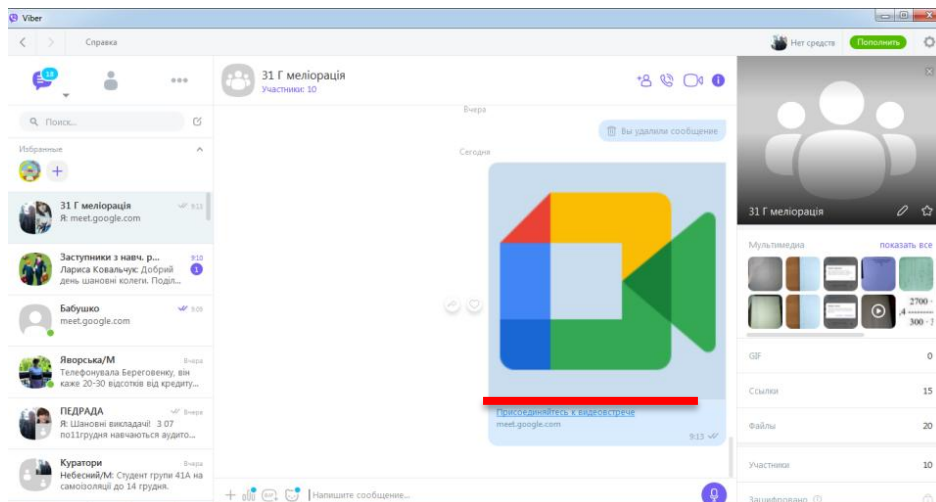 Viber
Справка
Нет средств
Пополнить
18
Поиск...
Избранные
31 Г меліорація
9:13
Я: meet.google.com
Заступники з навч. р...
9:10
Лариса Ковальчук: Добрий
день шановні колеги. Поділ...
1
Бабушко
9:09
meet.google.com
Яворська/М
Вчера
Телефонувала Береговенку, він
каже 20-30 відсотків від кредиту...
ПЕДРАДА
Вчера
Я: Шановні викладачі! З 07
по11грудня навчаються аудито...
Куратори
Вчера
Небесний/М: Студент групи 41А на
самоізоляції до 14 грудня.
31 Г меліорація
Участники: 10
Вчера
Вы удалили сообщение
Сегодня
Присоединяйтесь к видеовстрече
meet.google.com
9:13
Напишите сообщение...
31 Г меліорація
Мультимедиа
показать все
2700
300
GIF
0
Ссылки
15
Файлы
20
Участники
10
Зашифровано